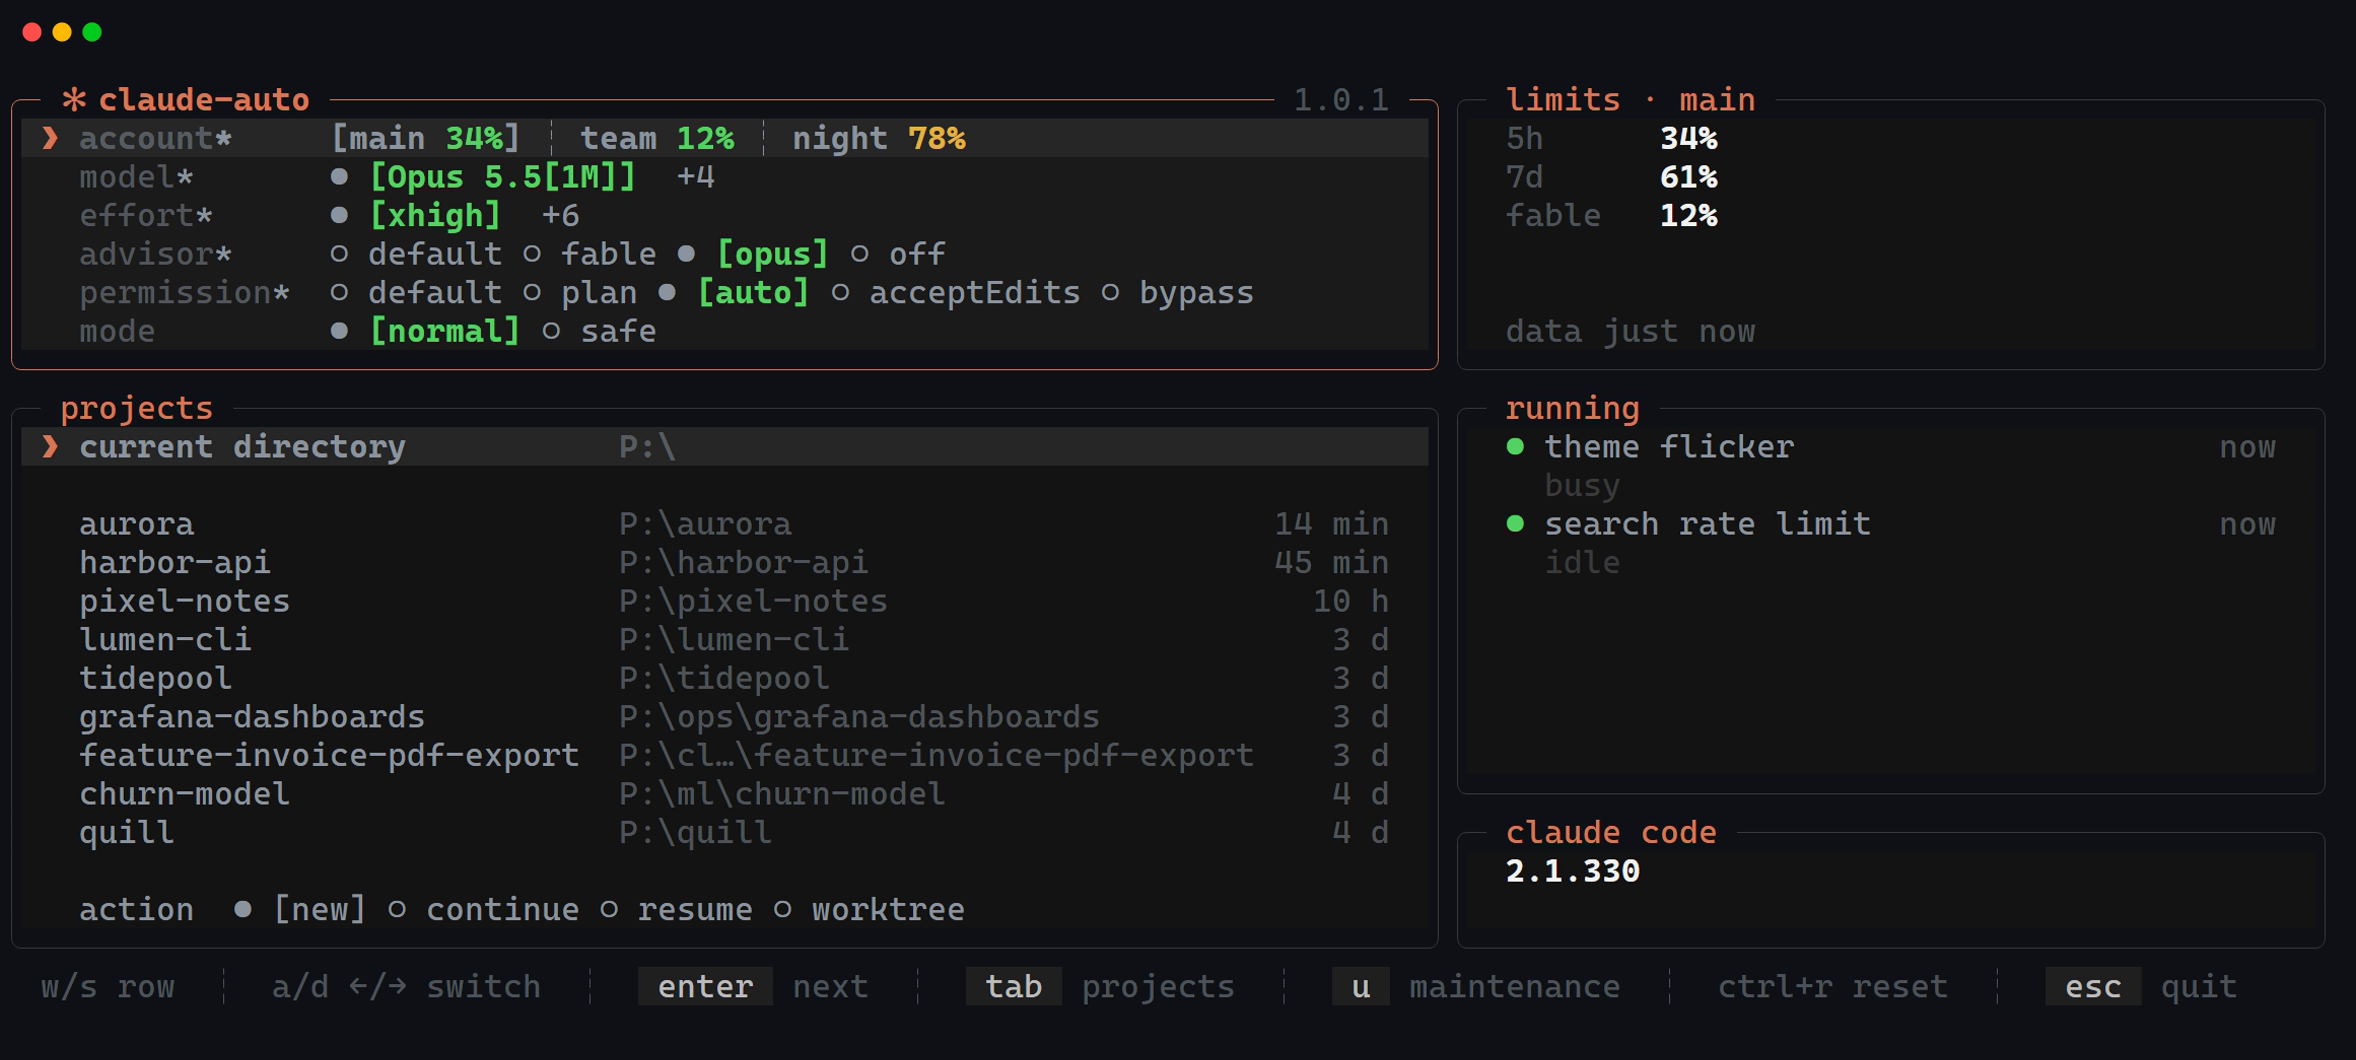 ✻ claude-auto 1.0.1
❯ account* [main 34%] ¦ team 12% ¦ night 78%
model* ● [Opus 5.5[1M]] +4
effort* ● [xhigh] +6
advisor* ○ default ○ fable ● [opus] ○ off
permission* ○ default ○ plan ● [auto] ○ acceptEdits ○ bypass
mode ● [normal] ○ safe
limits · main
5h 34%
7d 61%
fable 12%
data just now
projects
❯ current directory P:\
aurora P:\aurora 14 min
harbor-api P:\harbor-api 45 min
pixel-notes P:\pixel-notes 10 h
lumen-cli P:\lumen-cli 3 d
tidepool P:\tidepool 3 d
grafana-dashboards P:\ops\grafana-dashboards 3 d
feature-invoice-pdf-export P:\cl…\feature-invoice-pdf-export 3 d
churn-model P:\ml\churn-model 4 d
quill P:\quill 4 d
action ● [new] ○ continue ○ resume ○ worktree
running
● theme flicker now
busy
● search rate limit now
idle
claude code
2.1.330
w/s row ¦ a/d ←/→ switch ¦ enter next ¦ tab projects ¦ u maintenance ¦ ctrl+r reset ¦ esc quit